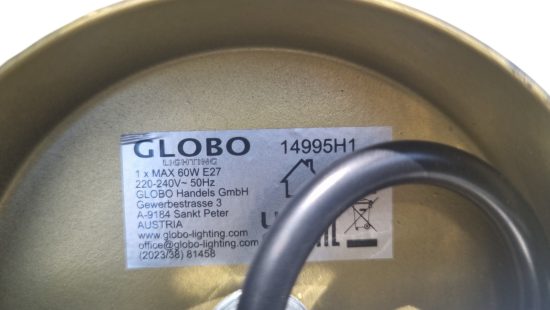 GLOBO 14995H1
LIGHTING
1 x MAX 60W E27
220-240V~ 50Hz
GLOBO Handels GmbH
Gewerbestrasse 3
A-9184 Sankt Peter
AUSTRIA
www.globo-lighting.com
office@globo-lighting.com
(2023/38) 81458